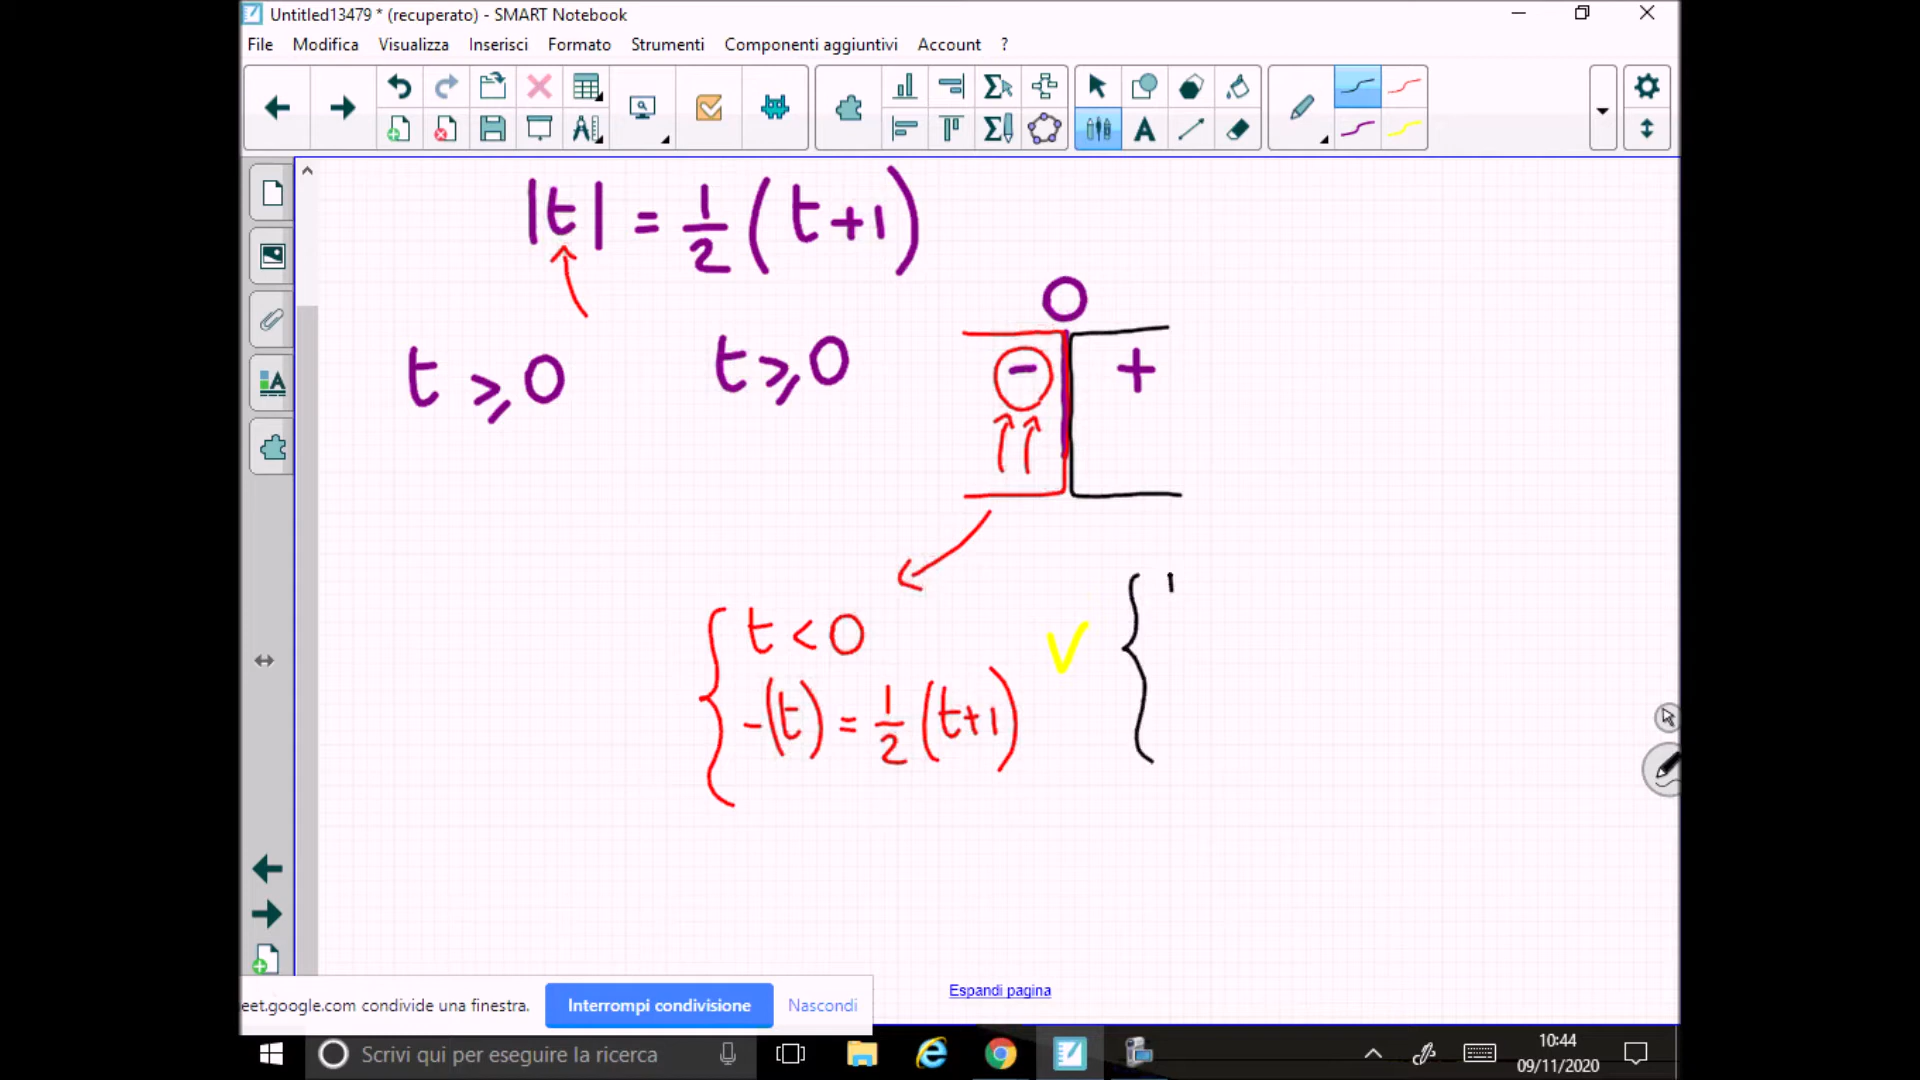 Untitled13479 * (recuperato) - SMART Notebook
File Modifica Visualizza Inserisci Formato Strumenti Componenti aggiuntivi Account ?
|t| = 1/2 (t+1)
0
t ⩾ 0 t ⩾ 0 - +
{ t < 0
-(t) = 1/2 (t+1)
V {
Espandi pagina
eet.google.com condivide una finestra. Interrompi condivisione Nascondi
Scrivi qui per eseguire la ricerca
10:44
09/11/2020